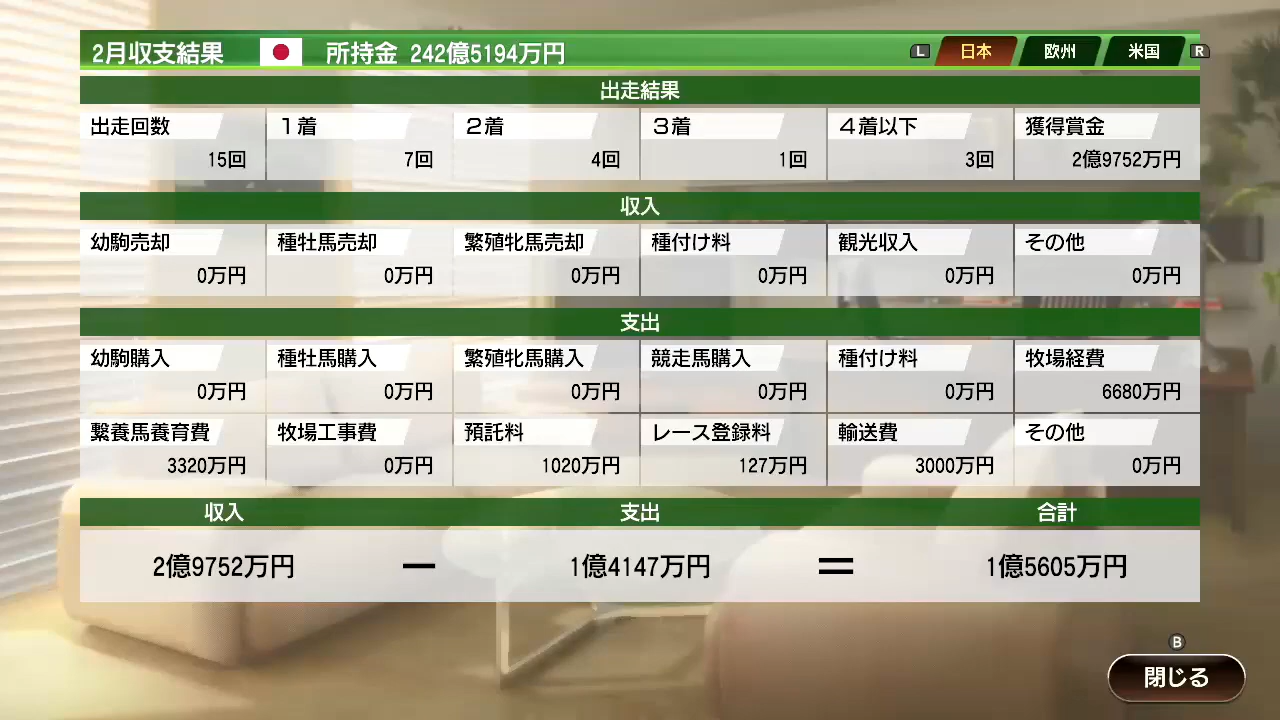 2月収支結果 所持金 242億5194万円 L 日本 欧州 米国 R
出走結果
出走回数 1着 2着 3着 4着以下 獲得賞金
15回 7回 4回 1回 3回 2億9752万円
収入
幼駒売却 種牡馬売却 繁殖牝馬売却 種付け料 観光収入 その他
0万円 0万円 0万円 0万円 0万円 0万円
支出
幼駒購入 種牡馬購入 繁殖牝馬購入 競走馬購入 種付け料 牧場経費
0万円 0万円 0万円 0万円 0万円 6680万円
繋養馬養育費 牧場工事費 預託料 レース登録料 輸送費 その他
3320万円 0万円 1020万円 127万円 3000万円 0万円
収入 支出 合計
2億9752万円 ー 1億4147万円 = 1億5605万円
B
閉じる